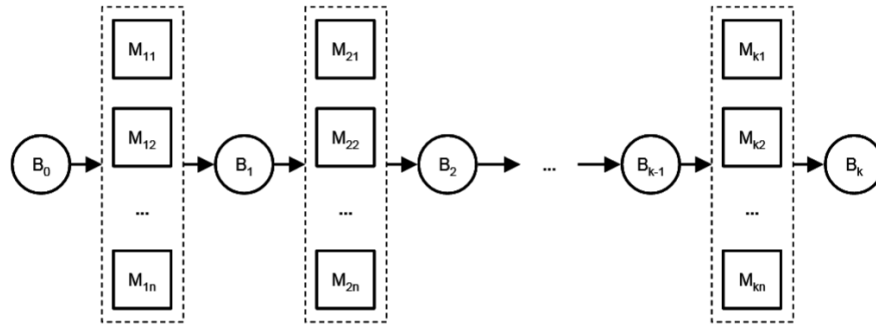 M11 M21 Mk1
M12 M22 Mk2
B0 B1 B2 ... Bk-1 Bk
... ... ...
M1n M2n Mkn